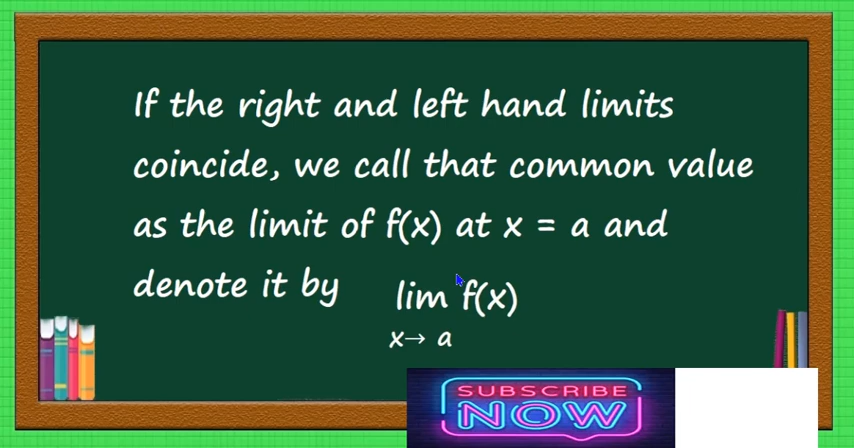 If the right and left hand limits
coincide, we call that common value
as the limit of f(x) at x = a and
denote it by lim f(x)
x→ a
SUBSCRIBE
NOW